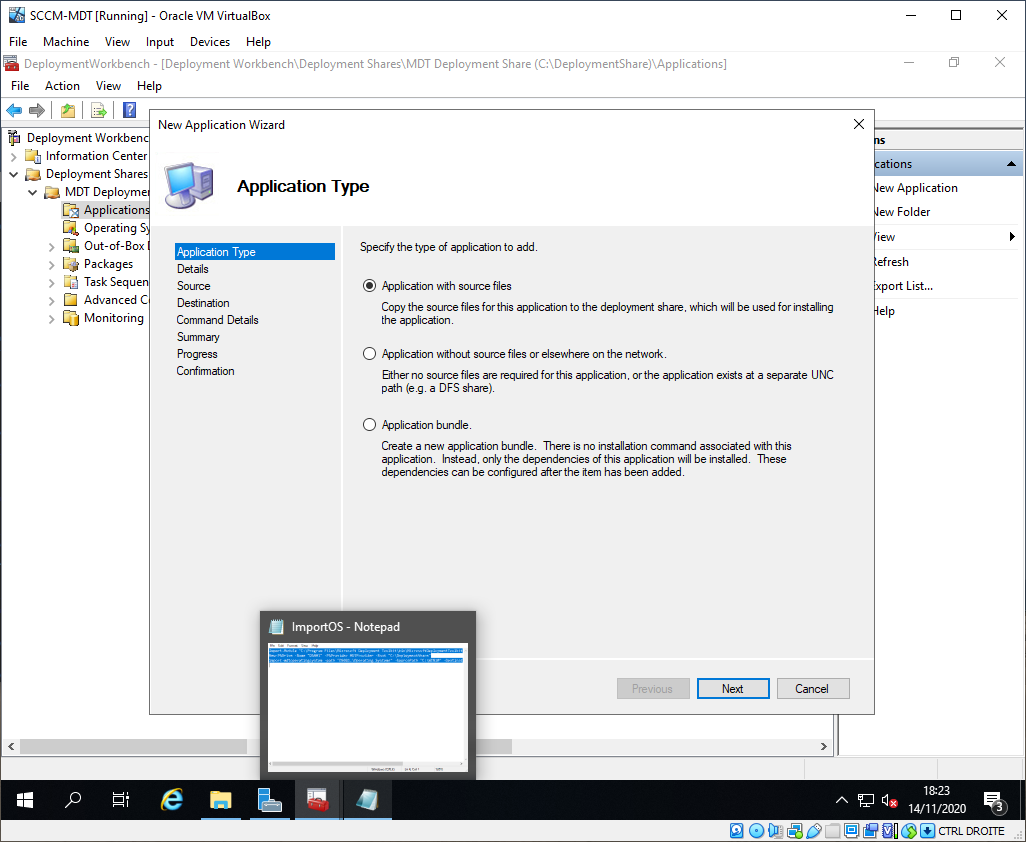 SCCM-MDT [Running] - Oracle VM VirtualBox
File Machine View Input Devices Help
DeploymentWorkbench - [Deployment Workbench\Deployment Shares\MDT Deployment Share (C:\DeploymentShare)\Applications]
File Action View Help
New Application Wizard
Application Type
Deployment Workbenc
Information Center
Deployment Shares
MDT Deployme
Applications
Operating Sy
Out-of-Box
Packages
Task Sequen
Advanced C
Monitoring
Application Type
Details
Source
Destination
Command Details
Summary
Progress
Confirmation
Specify the type of application to add.
Application with source files
Copy the source files for this application to the deployment share, which will be used for installing
the application.
Application without source files or elsewhere on the network.
Either no source files are required for this application, or the application exists at a separate UNC
path (e.g. a DFS share).
Application bundle.
Create a new application bundle. There is no installation command associated with this
application. Instead, only the dependencies of this application will be installed. These
dependencies can be configured after the item has been added.
Previous Next Cancel
ns
cations
New Application
New Folder
View
Refresh
xport List...
Help
ImportOS - Notepad
18:23
14/11/2020
3
CTRL DROITE